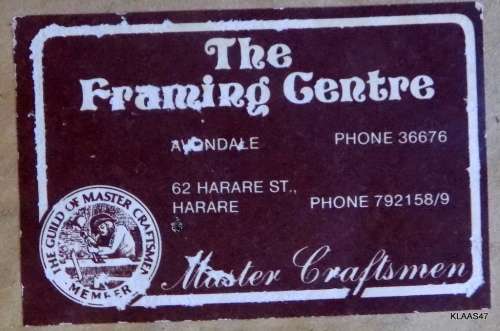 The
Framing Centre
AVONDALE PHONE 36676
62 HARARE ST.,
HARARE PHONE 792158/9
THE GUILD OF MASTER CRAFTSMEN
MEMBER
Master Craftsmen
KLAAS47